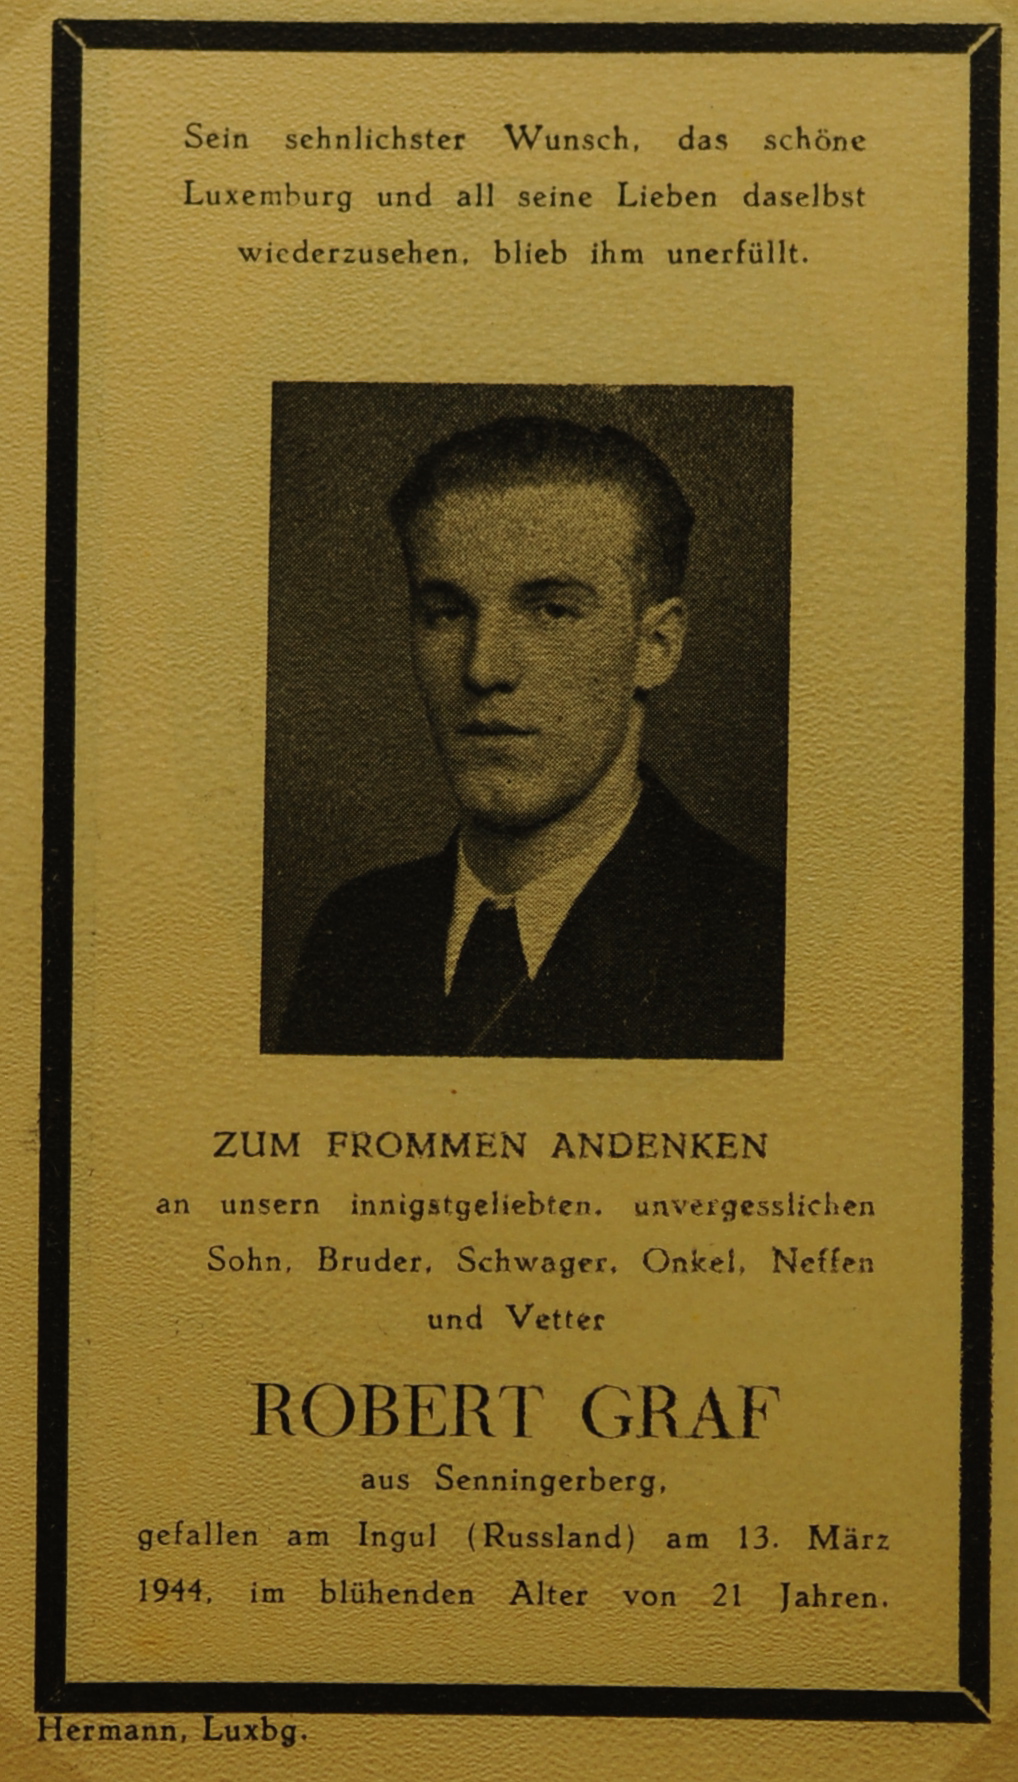 Sein sehnlichster Wunsch, das schöne
Luxemburg und all seine Lieben daselbst
wiederzusehen, blieb ihm unerfüllt.
ZUM FROMMEN ANDENKEN
an unsern innigstgeliebten, unvergesslichen
Sohn, Bruder, Schwager, Onkel, Neffen
und Vetter
ROBERT GRAF
aus Senningerberg,
gefallen am Ingul (Russland) am 13. März
1944, im blühenden Alter von 21 Jahren.
Hermann, Luxbg.